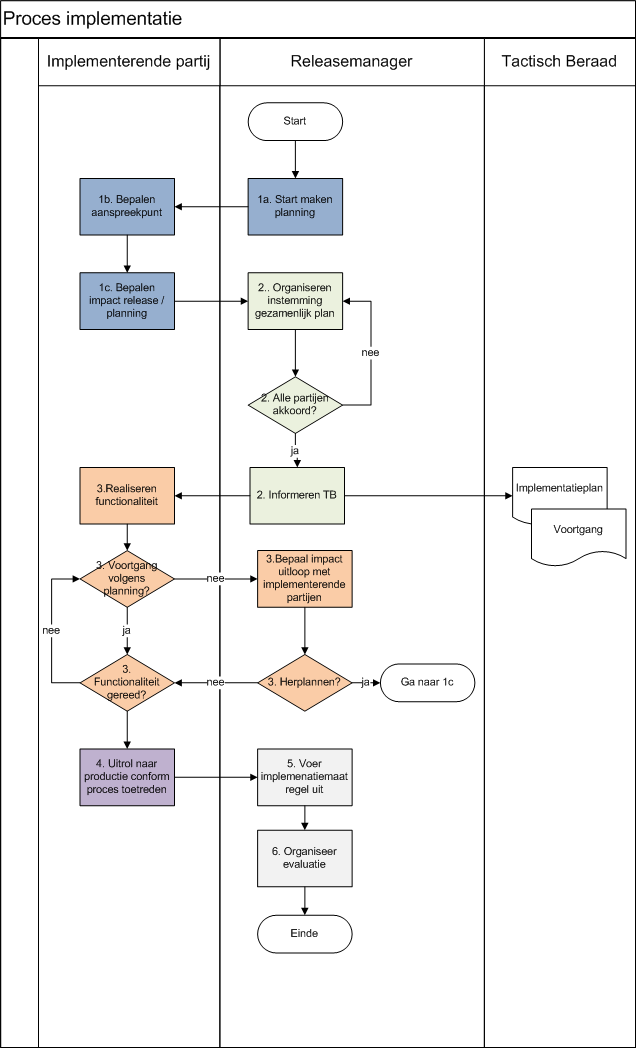 Proces implementatie
Implementerende partij
Releasemanager
Tactisch Beraad
Start
1b. Bepalen
aanspreekpunt
1a. Start maken
planning
1c. Bepalen
impact release /
planning
2.. Organiseren
instemming
gezamenlijk plan
nee
2. Alle partijen
akkoord?
ja
3.Realiseren
functionaliteit
2. Informeren TB
Implementatieplan
Voortgang
3. Voortgang
volgens
planning?
nee
3.Bepaal impact
uitloop met
implementerende
partijen
nee
ja
3.
Functionaliteit
gereed?
nee
3. Herplannen?
ja
Ga naar 1c
4. Uitrol naar
productie conform
proces toetreden
5. Voer
implemenatiemaat
regel uit
6. Organiseer
evaluatie
Einde